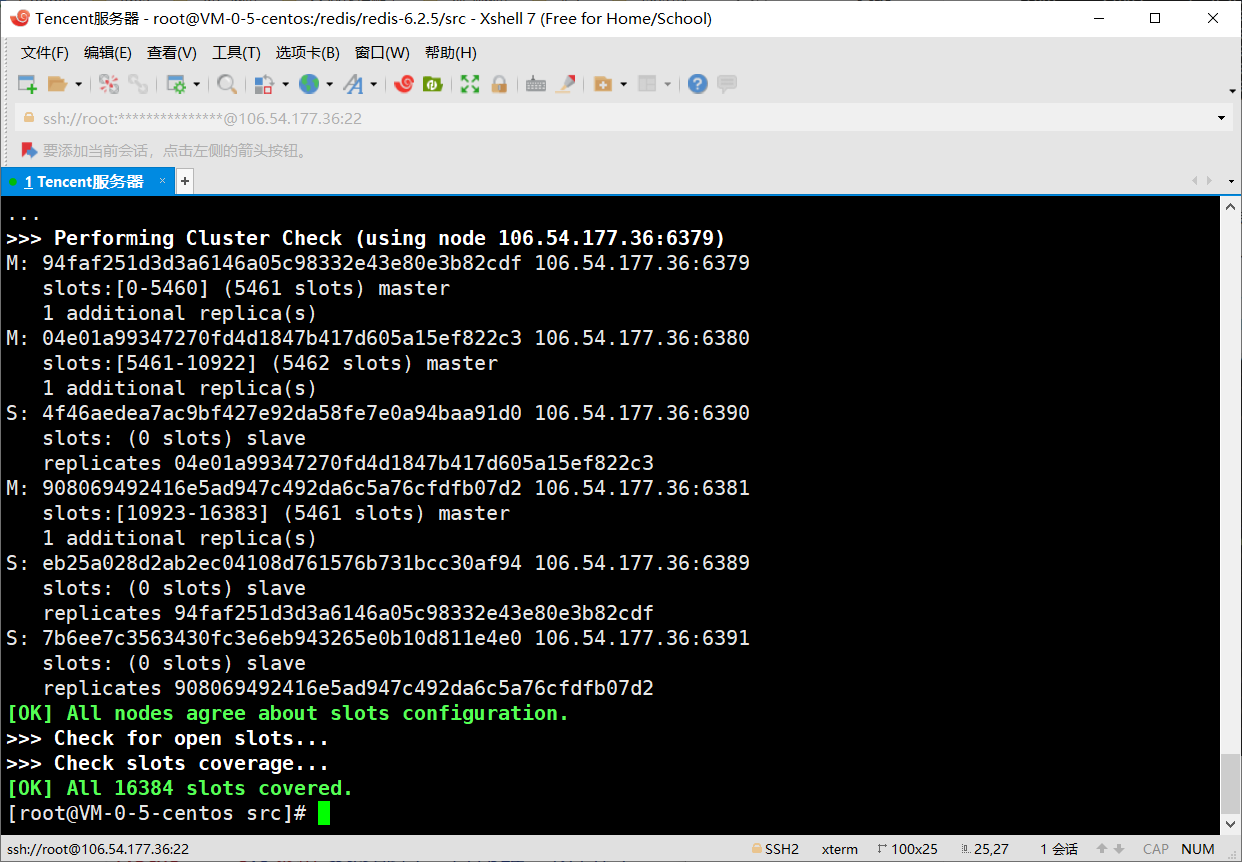 Tencent服务器 - root@VM-0-5-centos:/redis/redis-6.2.5/src - Xshell 7 (Free for Home/School)
文件(F) 编辑(E) 查看(V) 工具(T) 选项卡(B) 窗口(W) 帮助(H)
ssh://root:***************@106.54.177.36:22
要添加当前会话，点击左侧的箭头按钮。
1 Tencent服务器 × +
...
>>> Performing Cluster Check (using node 106.54.177.36:6379)
M: 94faf251d3d3a6146a05c98332e43e80e3b82cdf 106.54.177.36:6379
slots:[0-5460] (5461 slots) master
1 additional replica(s)
M: 04e01a99347270fd4d1847b417d605a15ef822c3 106.54.177.36:6380
slots:[5461-10922] (5462 slots) master
1 additional replica(s)
S: 4f46aedea7ac9bf427e92da58fe7e0a94baa91d0 106.54.177.36:6390
slots: (0 slots) slave
replicates 04e01a99347270fd4d1847b417d605a15ef822c3
M: 908069492416e5ad947c492da6c5a76cfdfb07d2 106.54.177.36:6381
slots:[10923-16383] (5461 slots) master
1 additional replica(s)
S: eb25a028d2ab2ec04108d761576b731bcc30af94 106.54.177.36:6389
slots: (0 slots) slave
replicates 94faf251d3d3a6146a05c98332e43e80e3b82cdf
S: 7b6ee7c3563430fc3e6eb943265e0b10d811e4e0 106.54.177.36:6391
slots: (0 slots) slave
replicates 908069492416e5ad947c492da6c5a76cfdfb07d2
[OK] All nodes agree about slots configuration.
>>> Check for open slots...
>>> Check slots coverage...
[OK] All 16384 slots covered.
[root@VM-0-5-centos src]#
ssh://root@106.54.177.36:22 SSH2 xterm 100x25 25,27 1 会话 CAP NUM